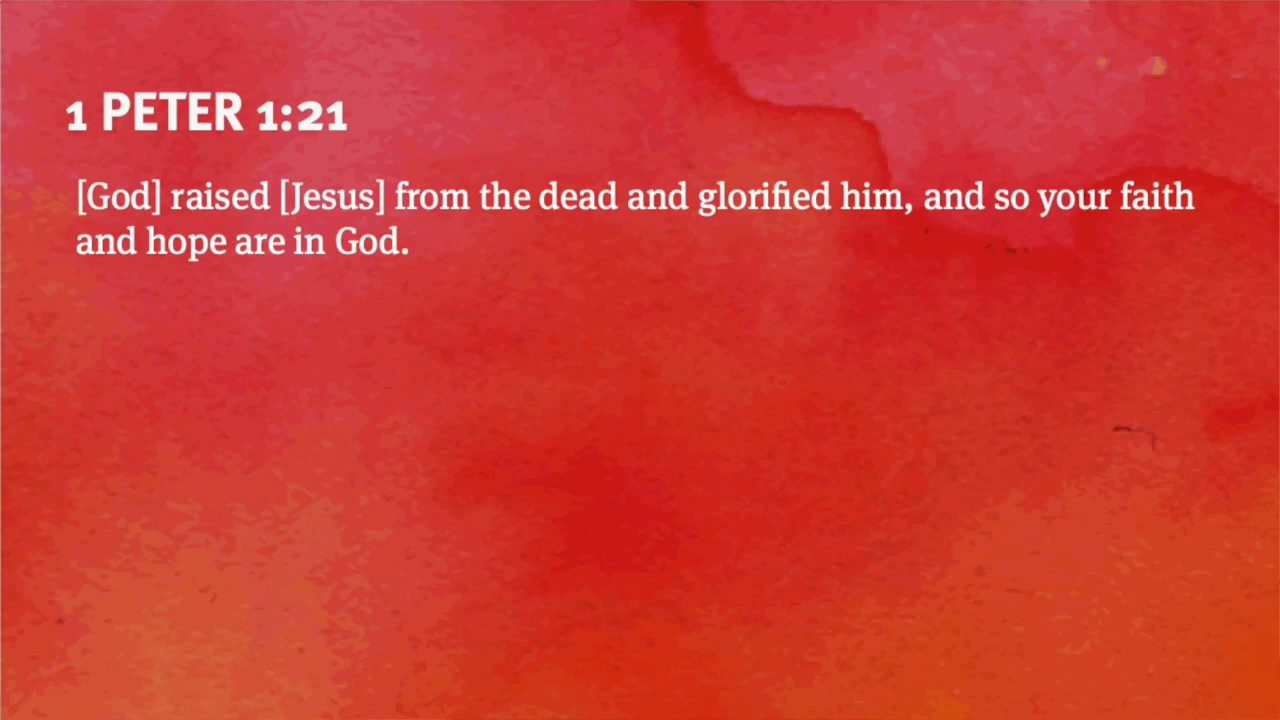 1 PETER 1:21
[God] raised [Jesus] from the dead and glorified him, and so your faith
and hope are in God.